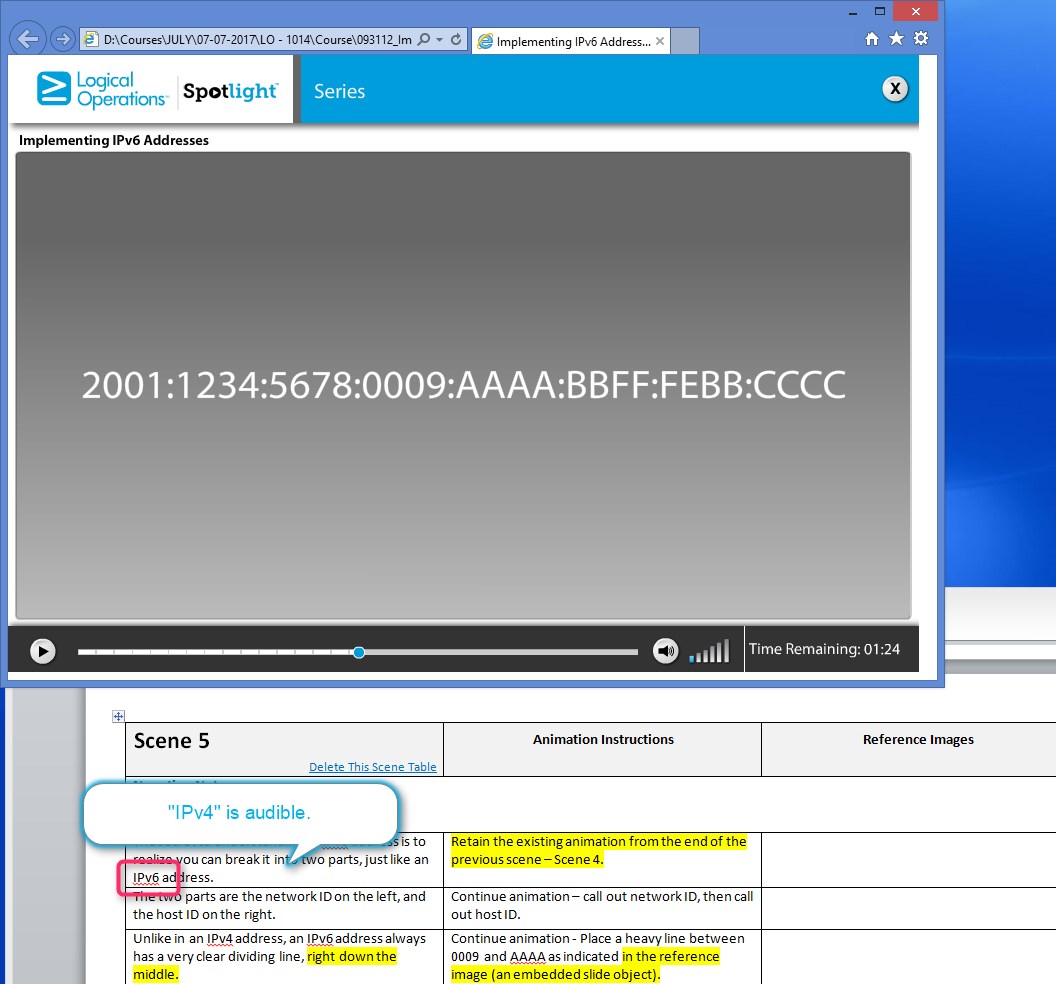 D:\Courses\JULY\07-07-2017\LO - 1014\Course\093112_Im
Implementing IPv6 Address...
Logical
Operations™
Spotlight™
Series
X
Implementing IPv6 Addresses
2001:1234:5678:0009:AAAA:BBFF:FEBB:CCCC
Time Remaining: 01:24
Scene 5
Delete This Scene Table
Animation Instructions
Reference Images
"IPv4" is audible.
is to
realize you can break it into two parts, just like an
IPv6 address.
Retain the existing animation from the end of the
previous scene – Scene 4.
The two parts are the network ID on the left, and
the host ID on the right.
Continue animation – call out network ID, then call
out host ID.
Unlike in an IPv4 address, an IPv6 address always
has a very clear dividing line, right down the
middle.
Continue animation - Place a heavy line between
0009 and AAAA as indicated in the reference
image (an embedded slide object).